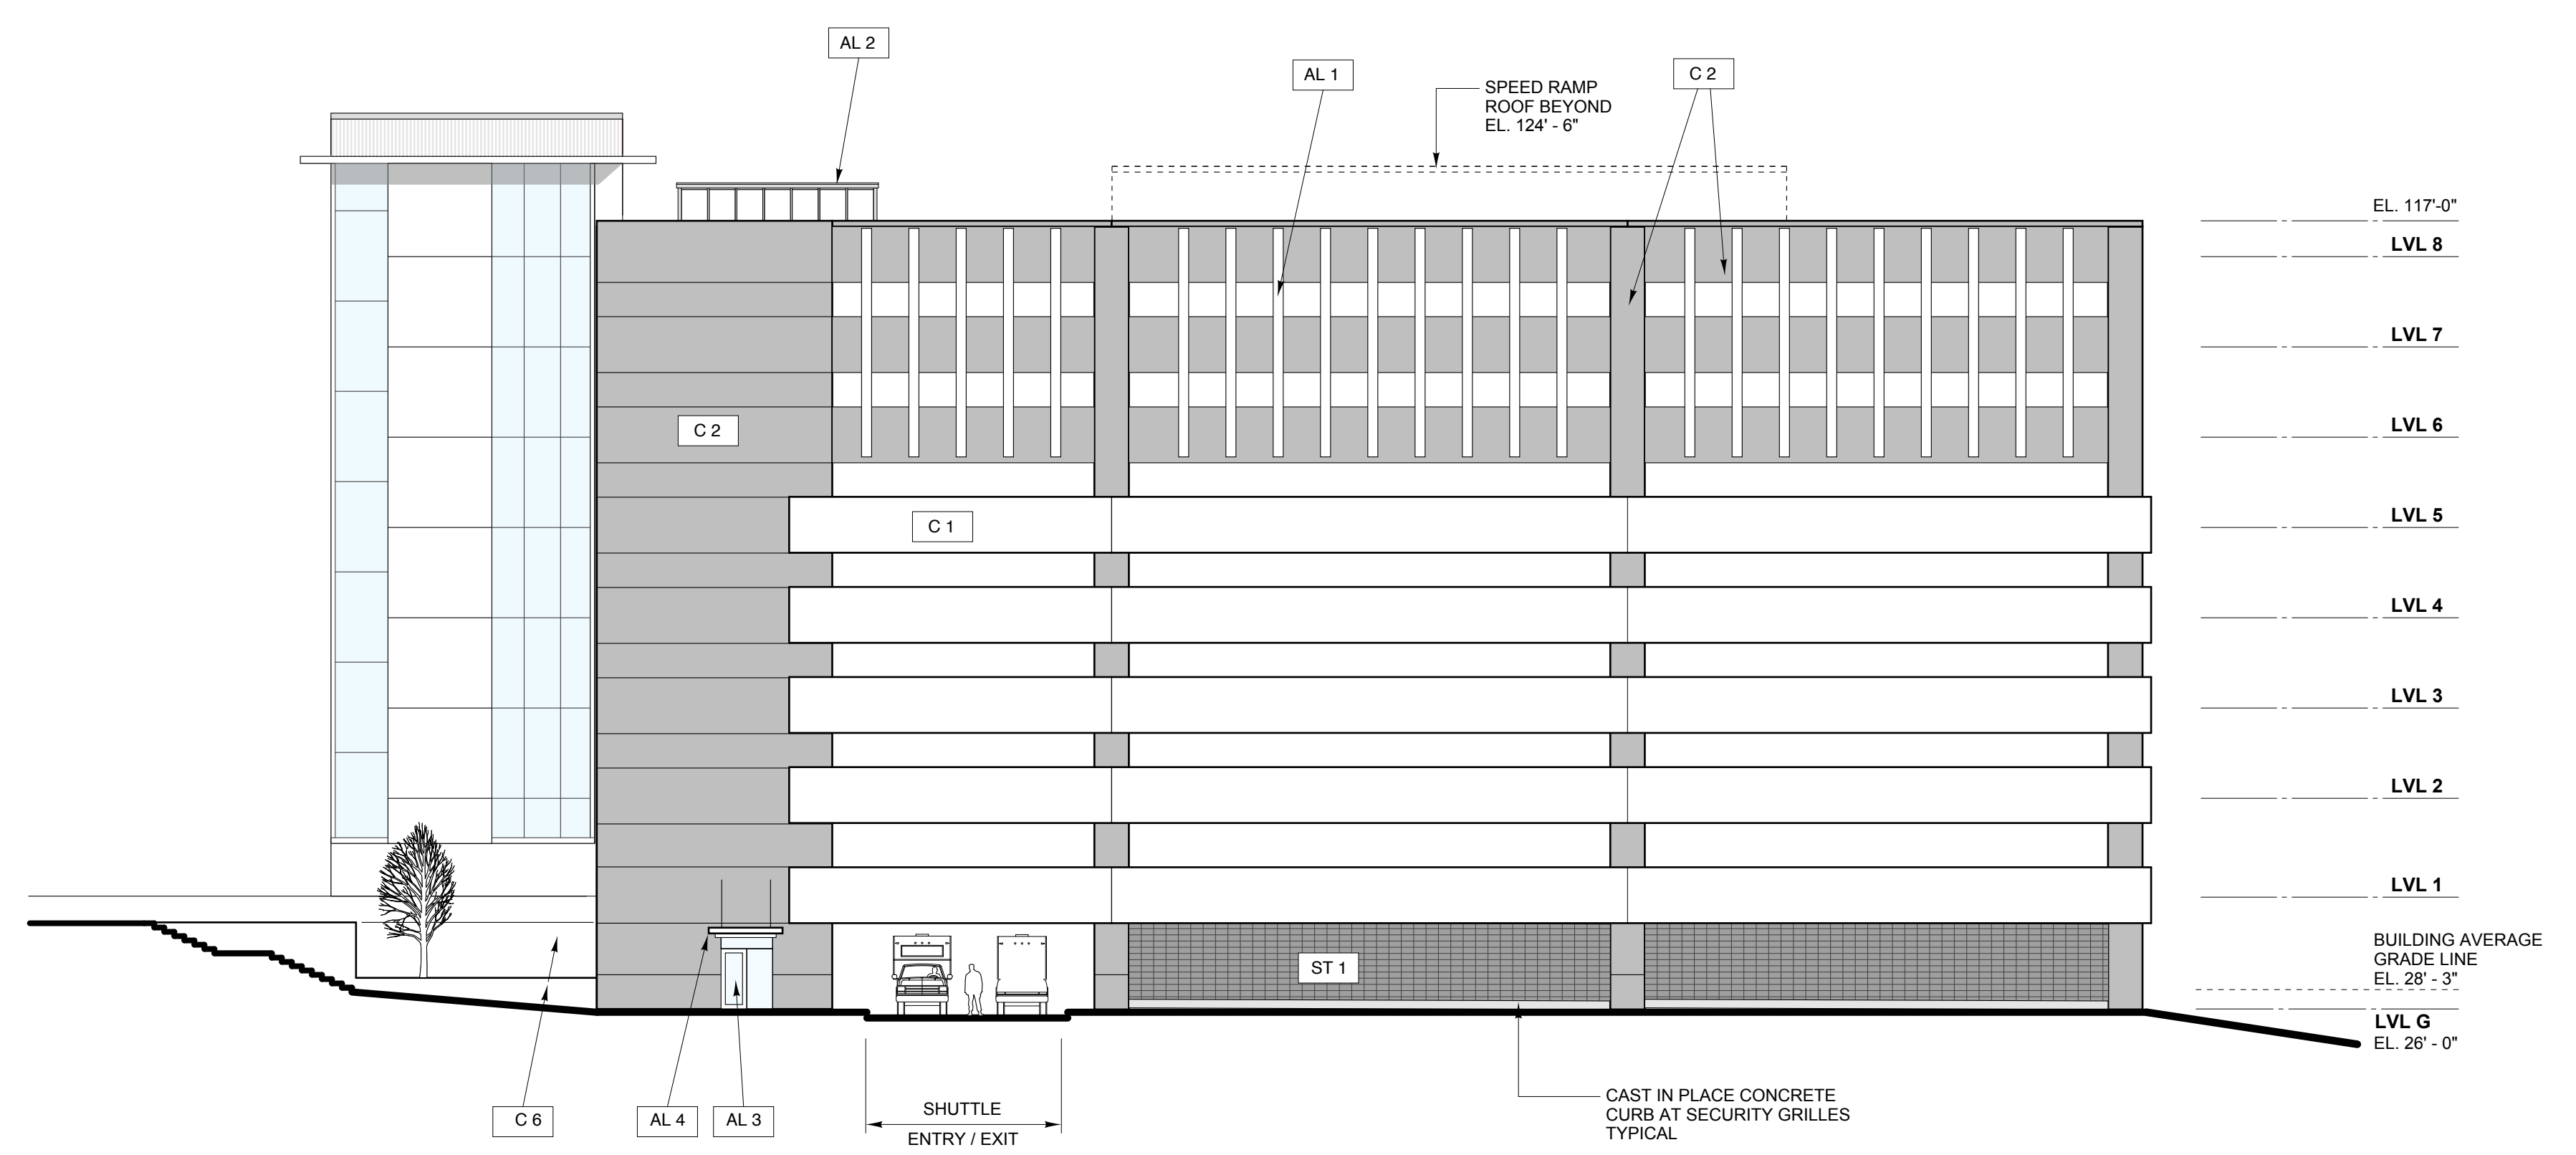 AL 2
AL 1
C 2
SPEED RAMP
ROOF BEYOND
EL. 124' - 6"
EL. 117'-0"
LVL 8
LVL 7
LVL 6
C 2
LVL 5
C 1
LVL 4
LVL 3
LVL 2
LVL 1
BUILDING AVERAGE
GRADE LINE
EL. 28' - 3"
ST 1
LVL G
EL. 26' - 0"
CAST IN PLACE CONCRETE
CURB AT SECURITY GRILLES
TYPICAL
C 6
AL 4
AL 3
SHUTTLE
ENTRY / EXIT